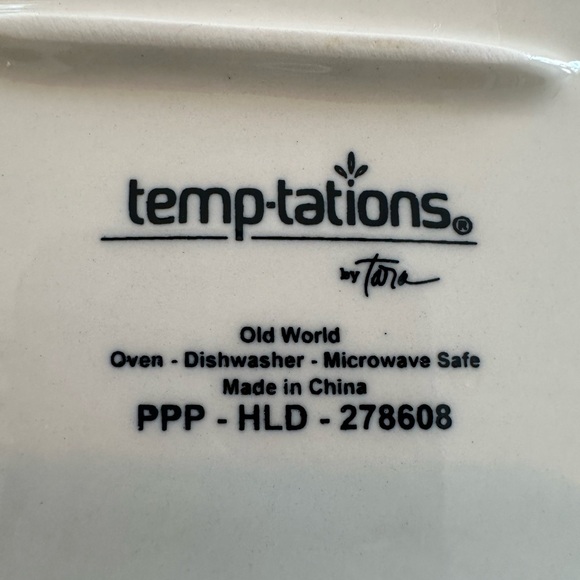 temp-tations®
by Tara
Old World
Oven - Dishwasher - Microwave Safe
Made in China
PPP - HLD - 278608